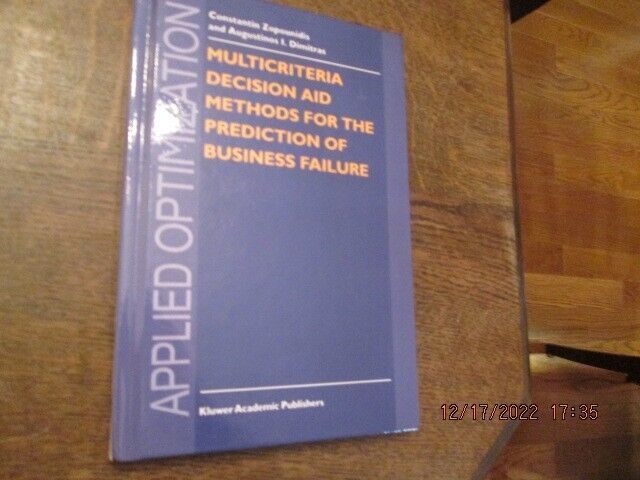 Constantin Zopounidis
and Augustinos I. Dimitras
MULTICRITERIA
DECISION AID
METHODS FOR THE
PREDICTION OF
BUSINESS FAILURE
APPLIED OPTIMIZATION
Kluwer Academic Publishers
12/17/2022 17:35